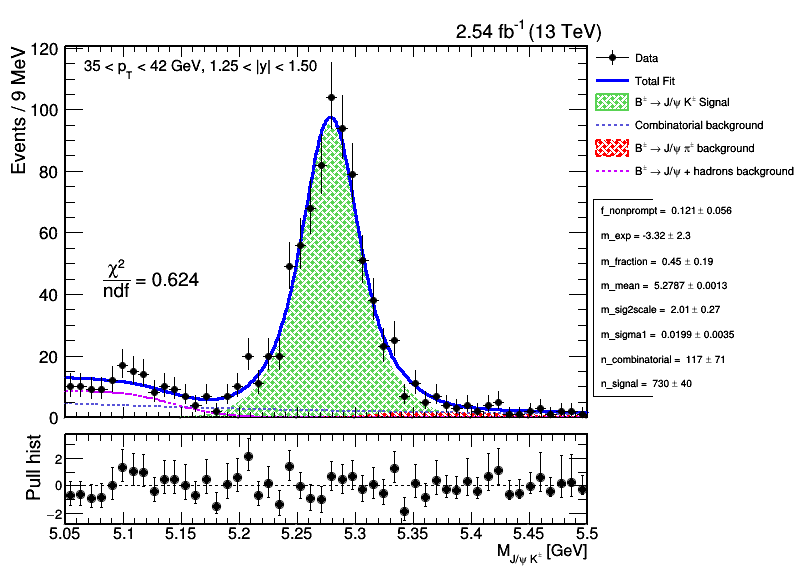 2.54 fb⁻¹ (13 TeV)
Events / 9 MeV
120
100
80
60
40
20
0
35 < p_T < 42 GeV, 1.25 < |y| < 1.50
χ²/ndf = 0.624
Data
Total Fit
B± → J/ψ K± Signal
Combinatorial background
B± → J/ψ π± background
B± → J/ψ + hadrons background
f_nonprompt = 0.121 ± 0.056
m_exp = -3.32 ± 2.3
m_fraction = 0.45 ± 0.19
m_mean = 5.2787 ± 0.0013
m_sig2scale = 2.01 ± 0.27
m_sigma1 = 0.0199 ± 0.0035
n_combinatorial = 117 ± 71
n_signal = 730 ± 40
Pull hist
2
0
−2
5.05 5.1 5.15 5.2 5.25 5.3 5.35 5.4 5.45 5.5
M_J/ψ K± [GeV]